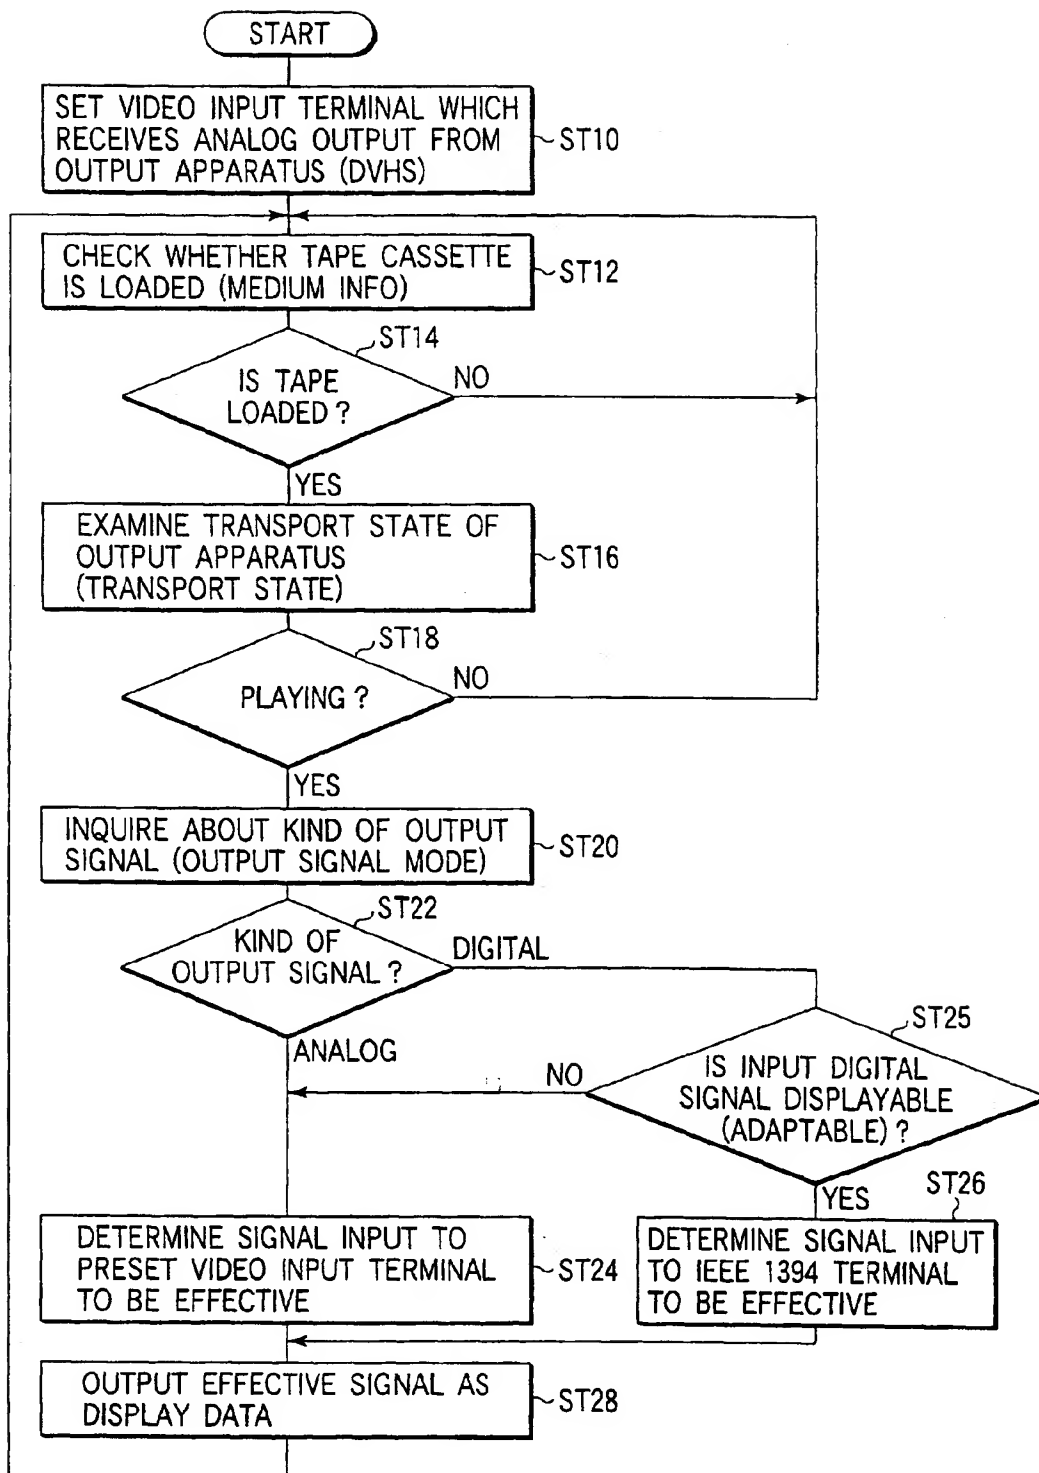 START
SET VIDEO INPUT TERMINAL WHICH
RECEIVES ANALOG OUTPUT FROM
OUTPUT APPARATUS (DVHS)
ST10
CHECK WHETHER TAPE CASSETTE
IS LOADED (MEDIUM INFO)
ST12
ST14
IS TAPE
LOADED ?
NO
YES
EXAMINE TRANSPORT STATE OF
OUTPUT APPARATUS
(TRANSPORT STATE)
ST16
ST18
PLAYING ?
NO
YES
INQUIRE ABOUT KIND OF OUTPUT
SIGNAL (OUTPUT SIGNAL MODE)
ST20
ST22
KIND OF
OUTPUT SIGNAL ?
DIGITAL
ANALOG
ST25
IS INPUT DIGITAL
SIGNAL DISPLAYABLE
(ADAPTABLE) ?
NO
YES
DETERMINE SIGNAL INPUT TO
PRESET VIDEO INPUT TERMINAL
TO BE EFFECTIVE
ST24
ST26
DETERMINE SIGNAL INPUT
TO IEEE 1394 TERMINAL
TO BE EFFECTIVE
OUTPUT EFFECTIVE SIGNAL AS
DISPLAY DATA
ST28